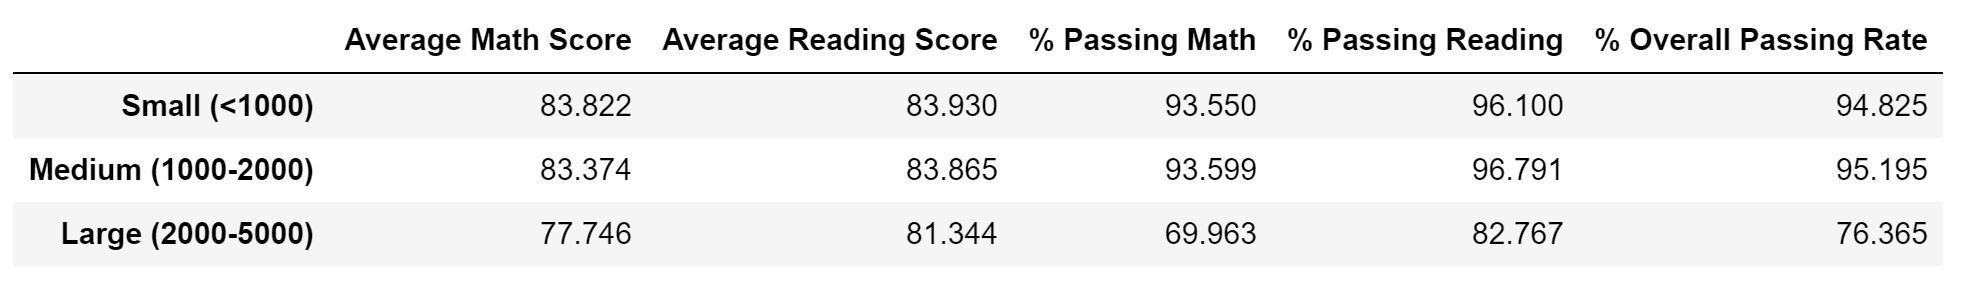 Average Math Score Average Reading Score % Passing Math % Passing Reading % Overall Passing Rate
Small (<1000) 83.822 83.930 93.550 96.100 94.825
Medium (1000-2000) 83.374 83.865 93.599 96.791 95.195
Large (2000-5000) 77.746 81.344 69.963 82.767 76.365